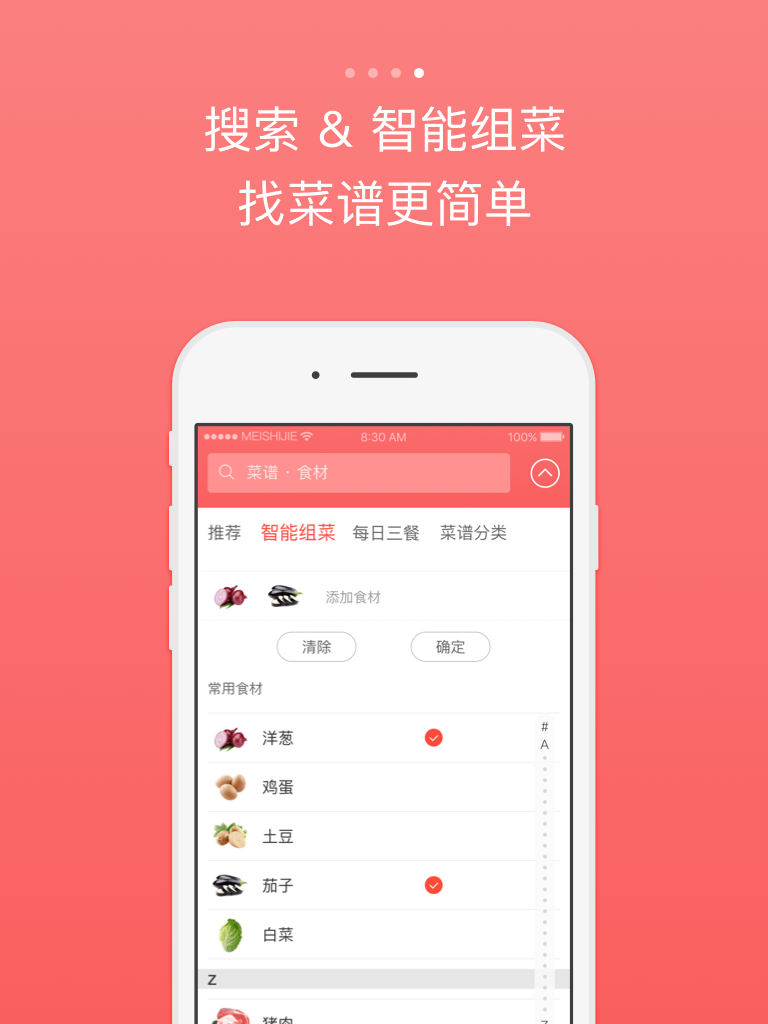 搜索 & 智能组菜
找菜谱更简单
MEISHIJIE 8:30 AM 100%
菜谱 · 食材
推荐 智能组菜 每日三餐 菜谱分类
添加食材
清除 确定
常用食材
#
A
洋葱
鸡蛋
土豆
茄子
白菜
Z
猪肉